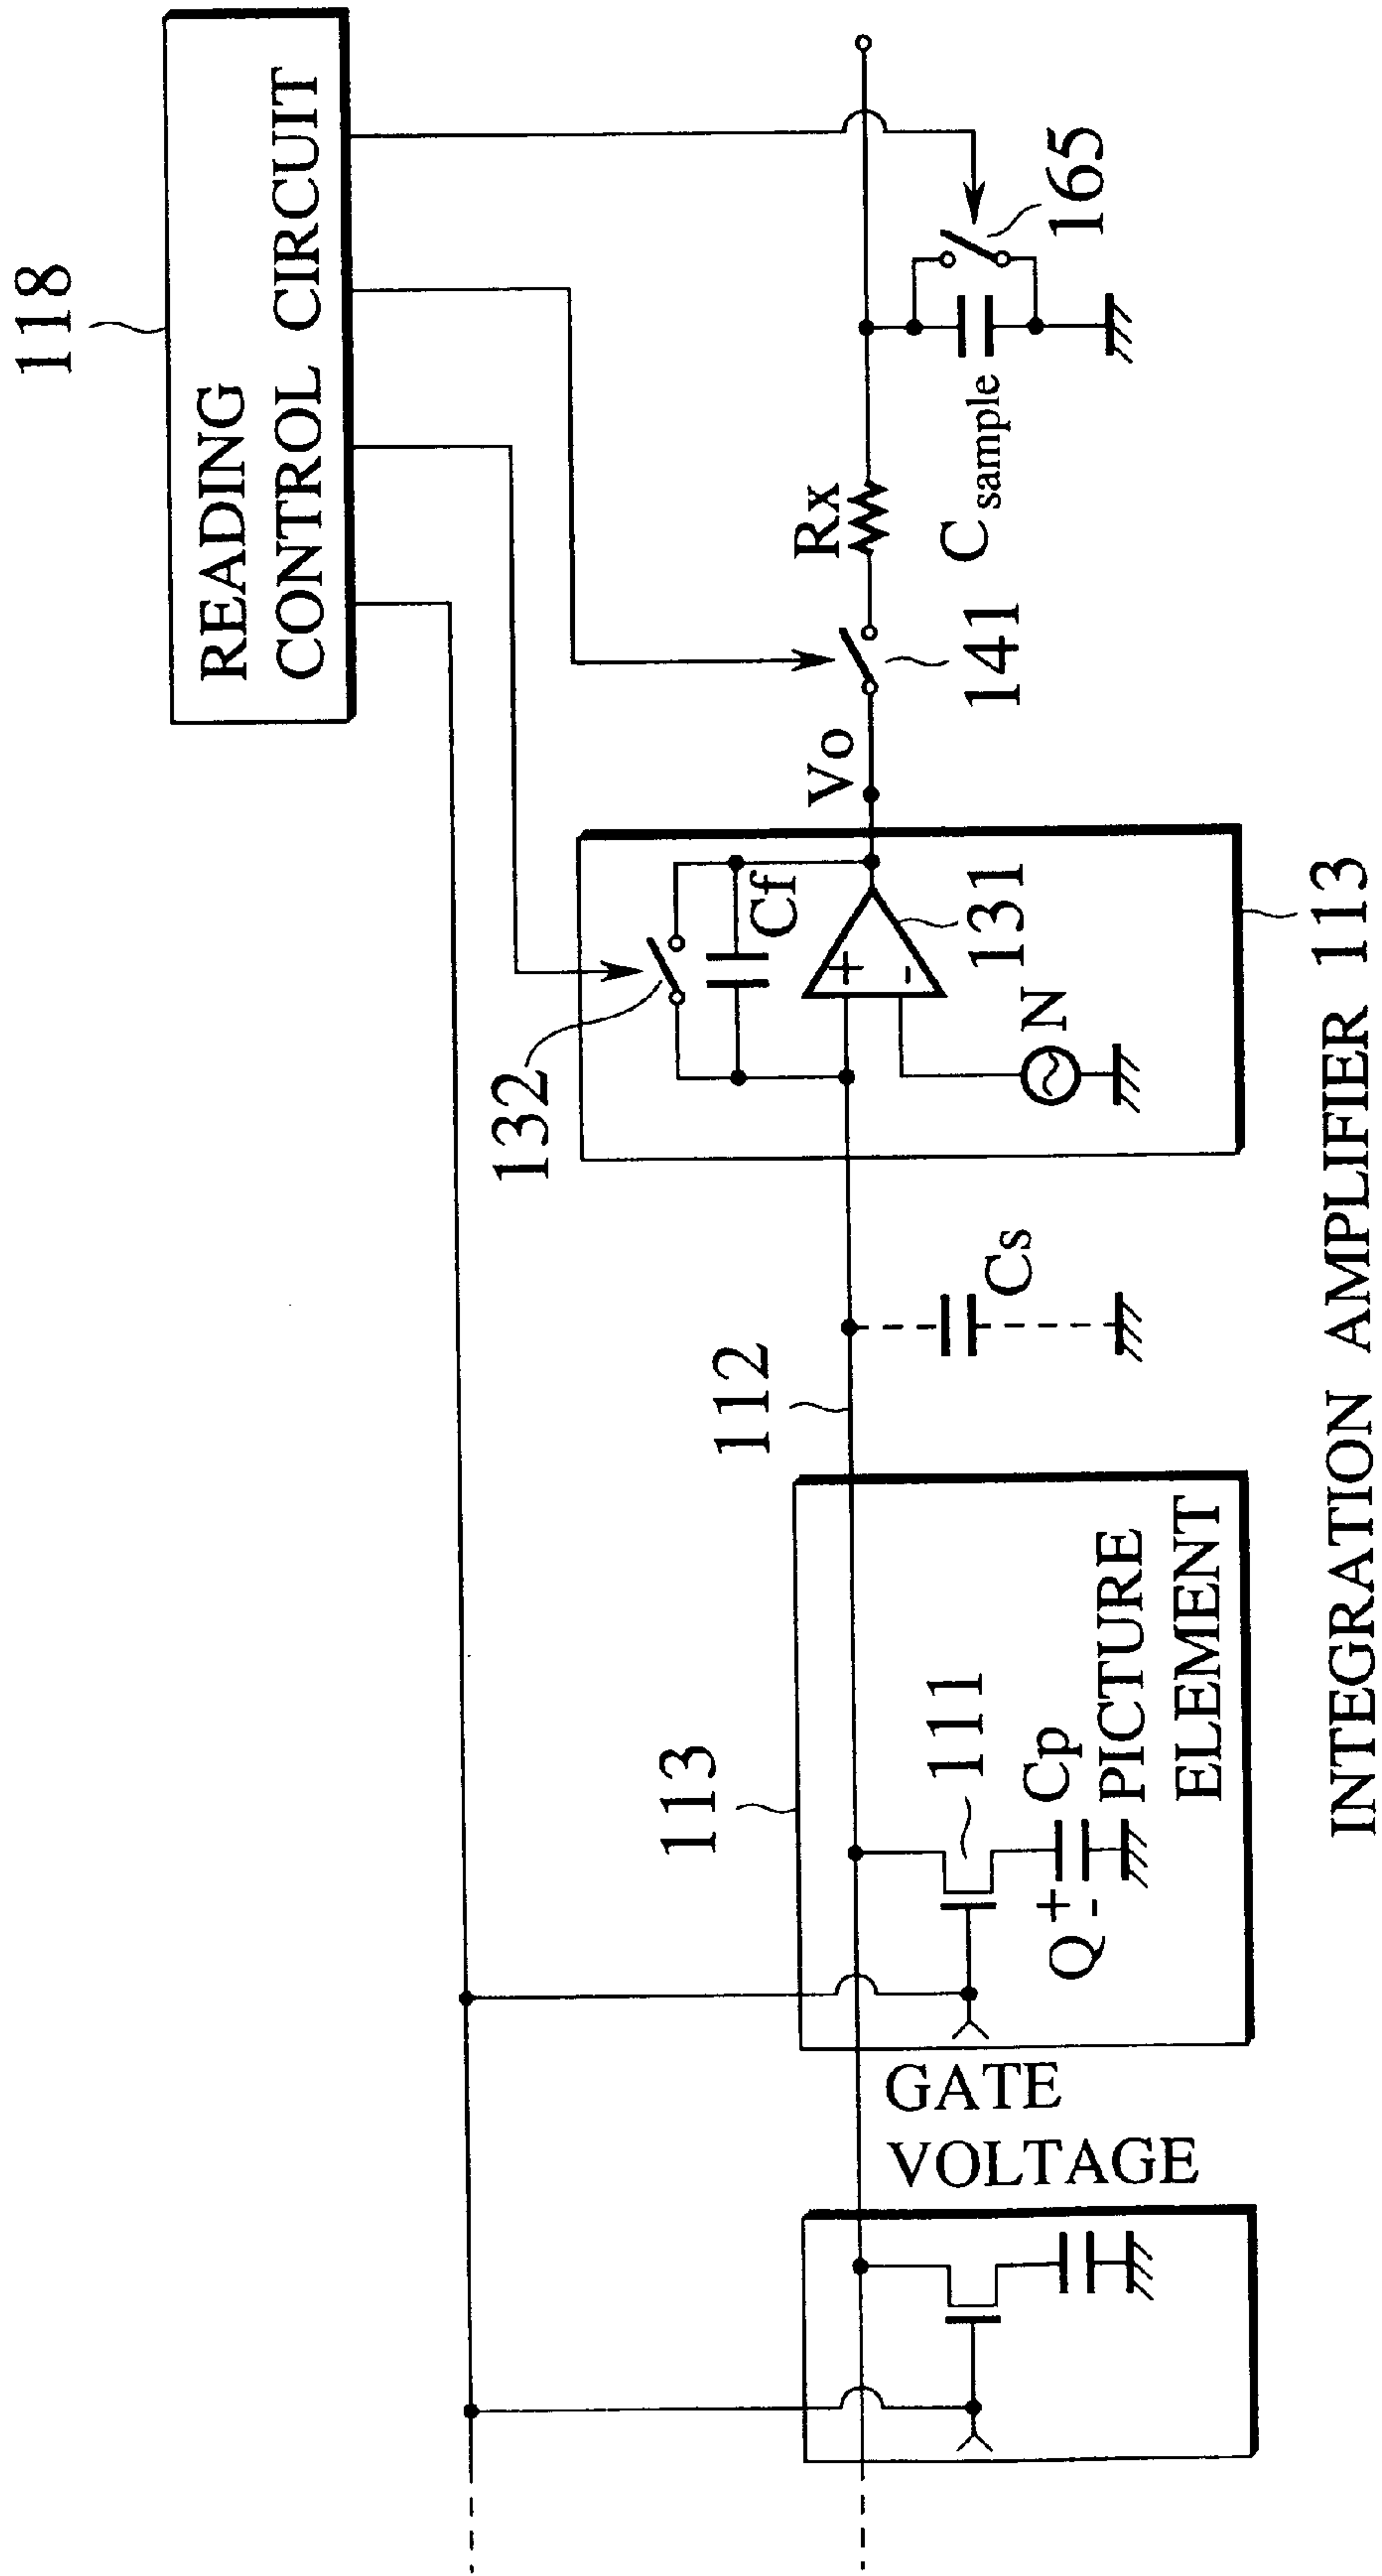 118
READING
CONTROL CIRCUIT
132
Cf
+
-
131
N
Vo
141
Rx
C sample
165
112
Cs
113
111
Cp
Q
+
-
PICTURE
ELEMENT
GATE
VOLTAGE
INTEGRATION AMPLIFIER 113